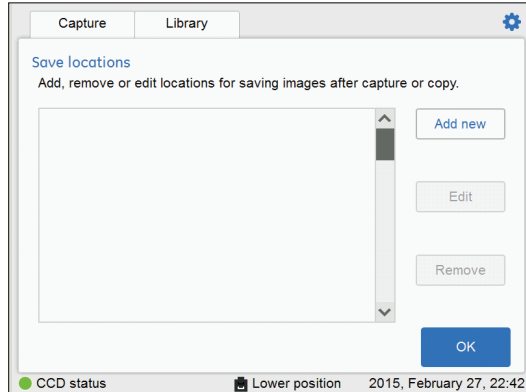 Capture
Library
Save locations
Add, remove or edit locations for saving images after capture or copy.
Add new
Edit
Remove
OK
CCD status
Lower position
2015, February 27, 22:42